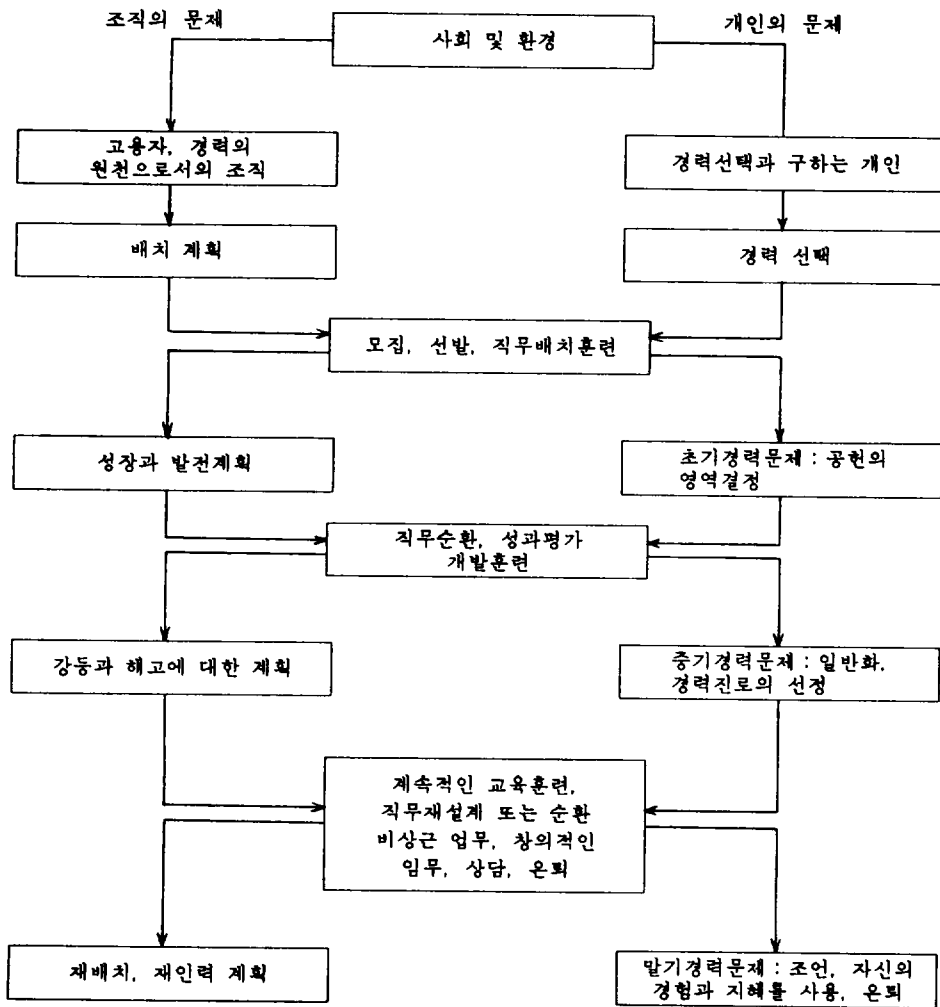 조직의 문제
사회 및 환경
개인의 문제
고용자, 경력의
원천으로서의 조직
경력선택과 구하는 개인
배치 계획
경력 선택
모집, 선발, 직무배치훈련
성장과 발전계획
초기경력문제 : 공헌의
영역결정
직무순환, 성과평가
개발훈련
강등과 해고에 대한 계획
중기경력문제 : 일반화,
경력진로의 선정
계속적인 교육훈련,
직무재설계 또는 순환
비상근 업무, 창의적인
임무, 상담, 은퇴
재배치, 재인력 계획
말기경력문제 : 조언, 자신의
경험과 지혜를 사용, 은퇴